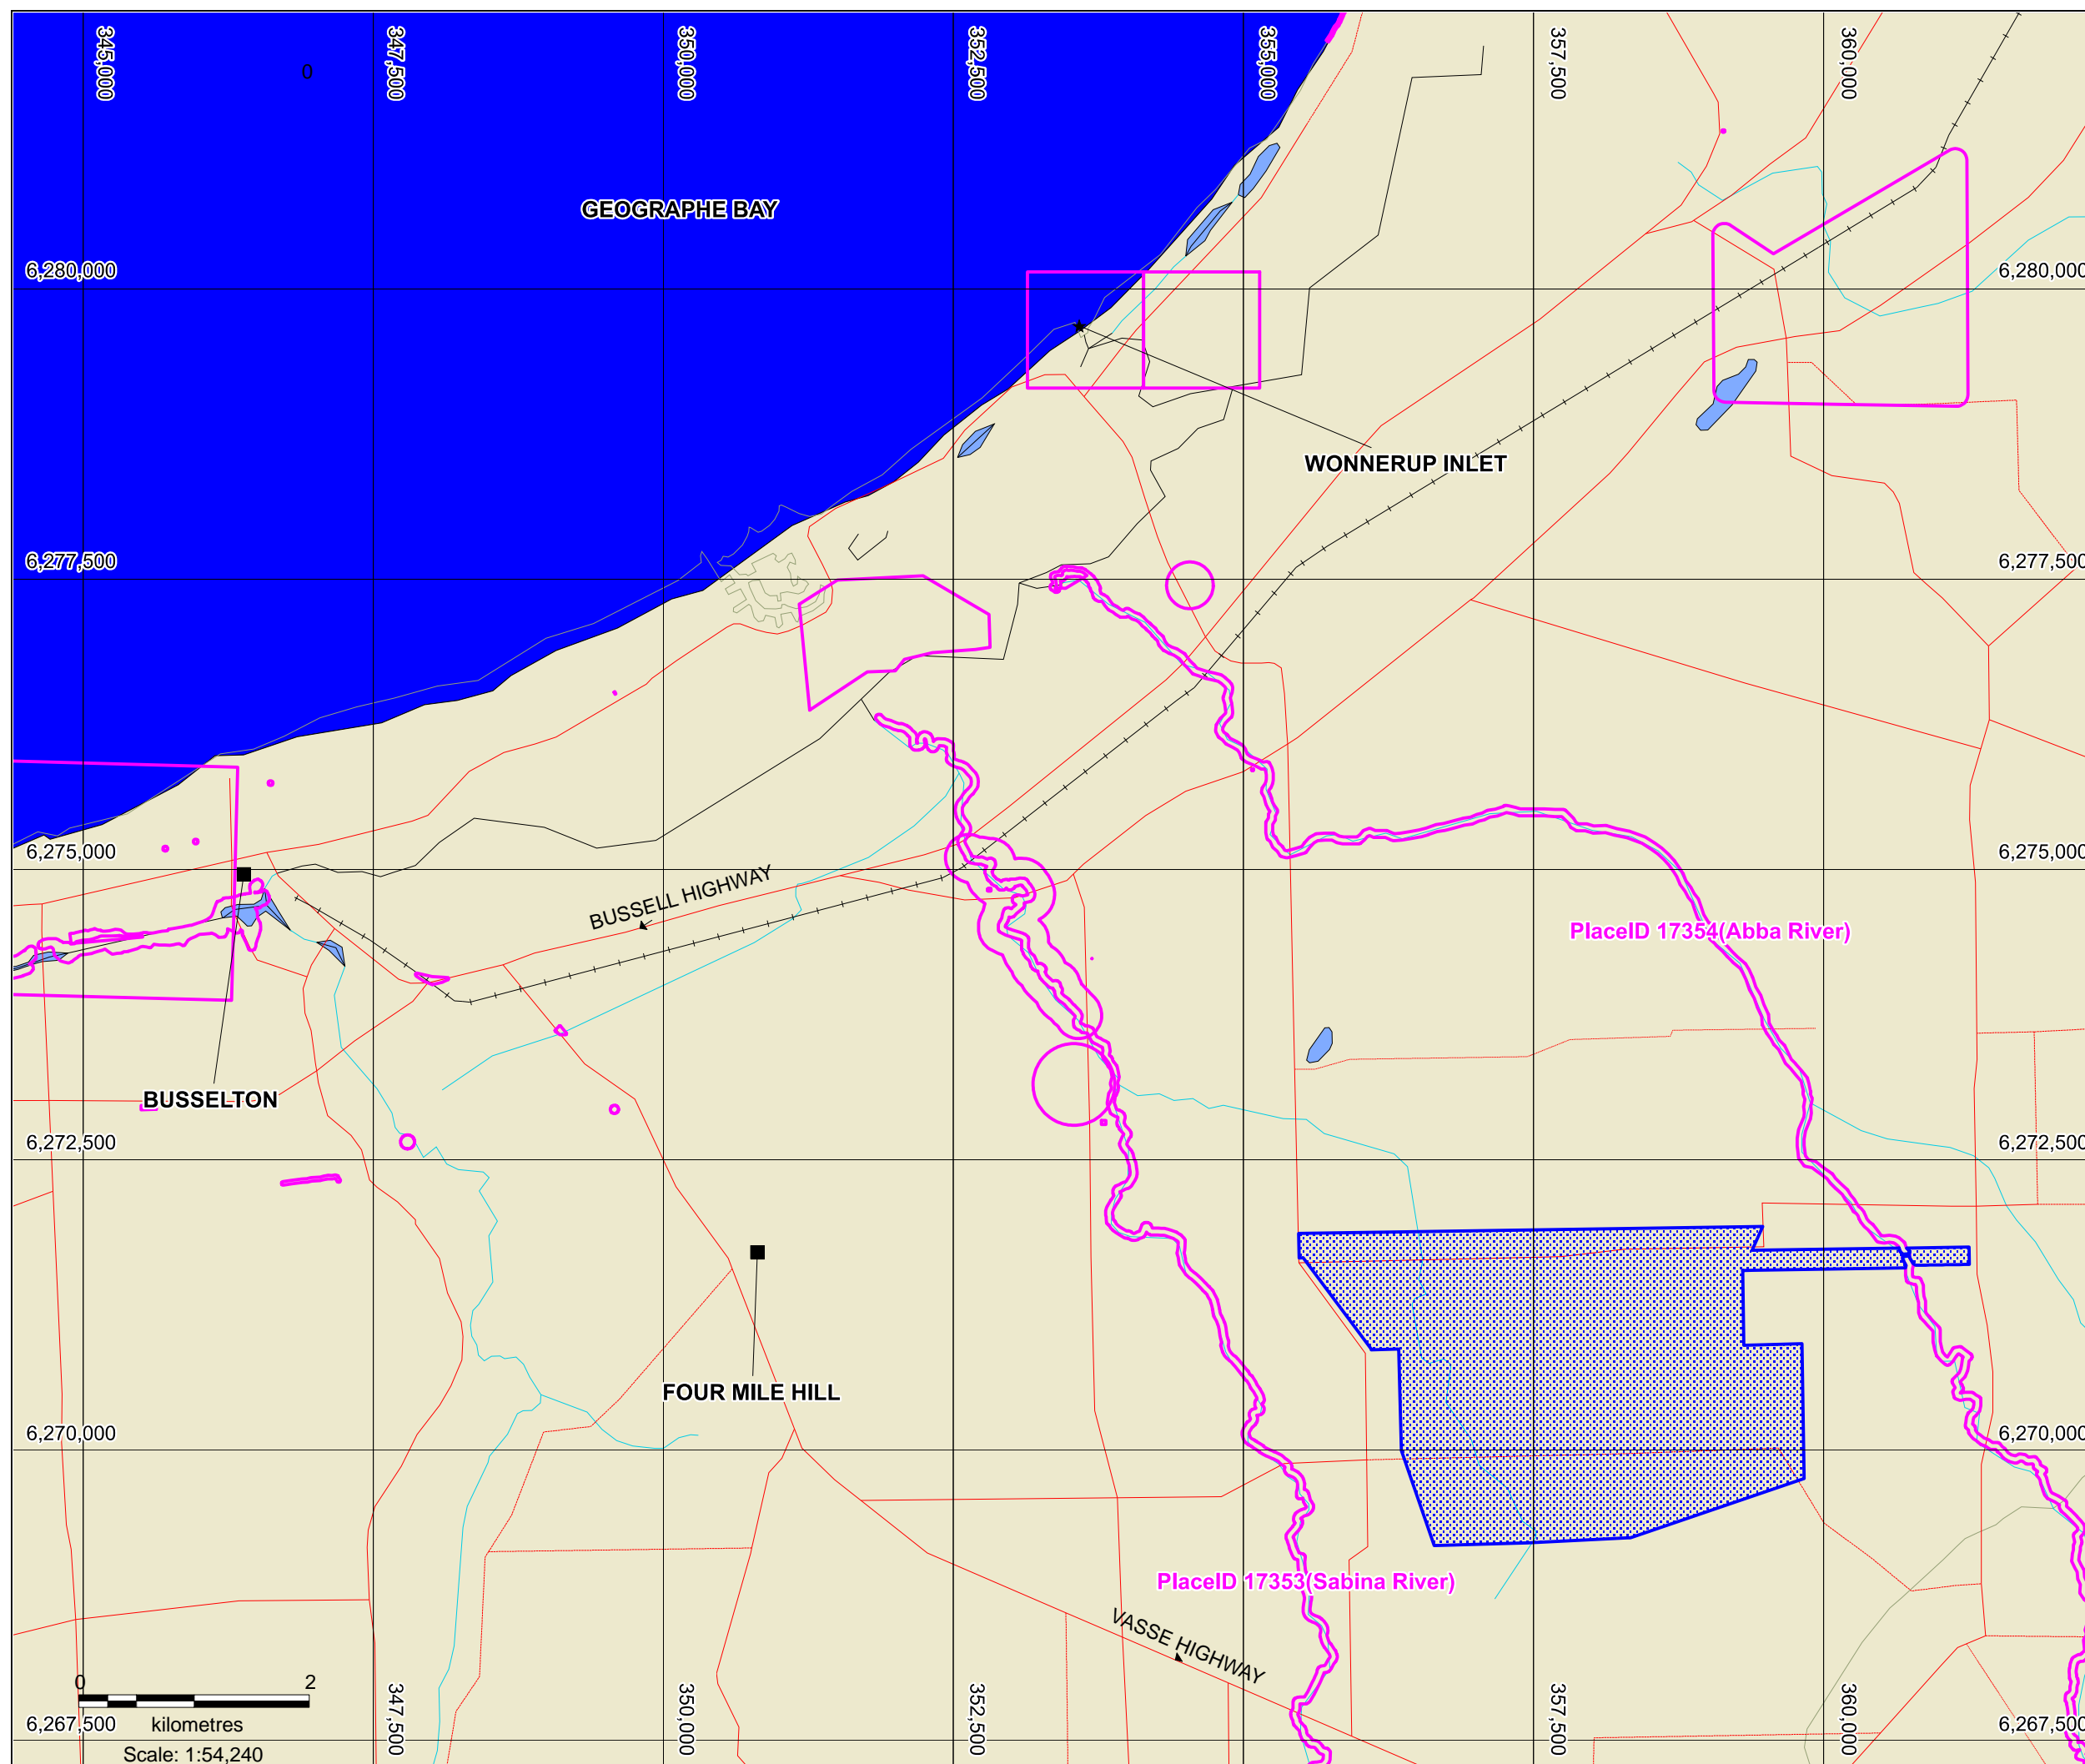 345,000
347,500
350,000
352,500
355,000
357,500
360,000
0
GEOGRAPHE BAY
6,280,000
6,280,000
WONNERUP INLET
6,277,500
6,277,500
6,275,000
6,275,000
BUSSELL HIGHWAY
PlaceID 17354(Abba River)
BUSSELTON
6,272,500
6,272,500
FOUR MILE HILL
6,270,000
6,270,000
PlaceID 17353(Sabina River)
VASSE HIGHWAY
0 2
kilometres
Scale: 1:54,240
6,267,500
6,267,500
347,500
350,000
352,500
357,500
360,000